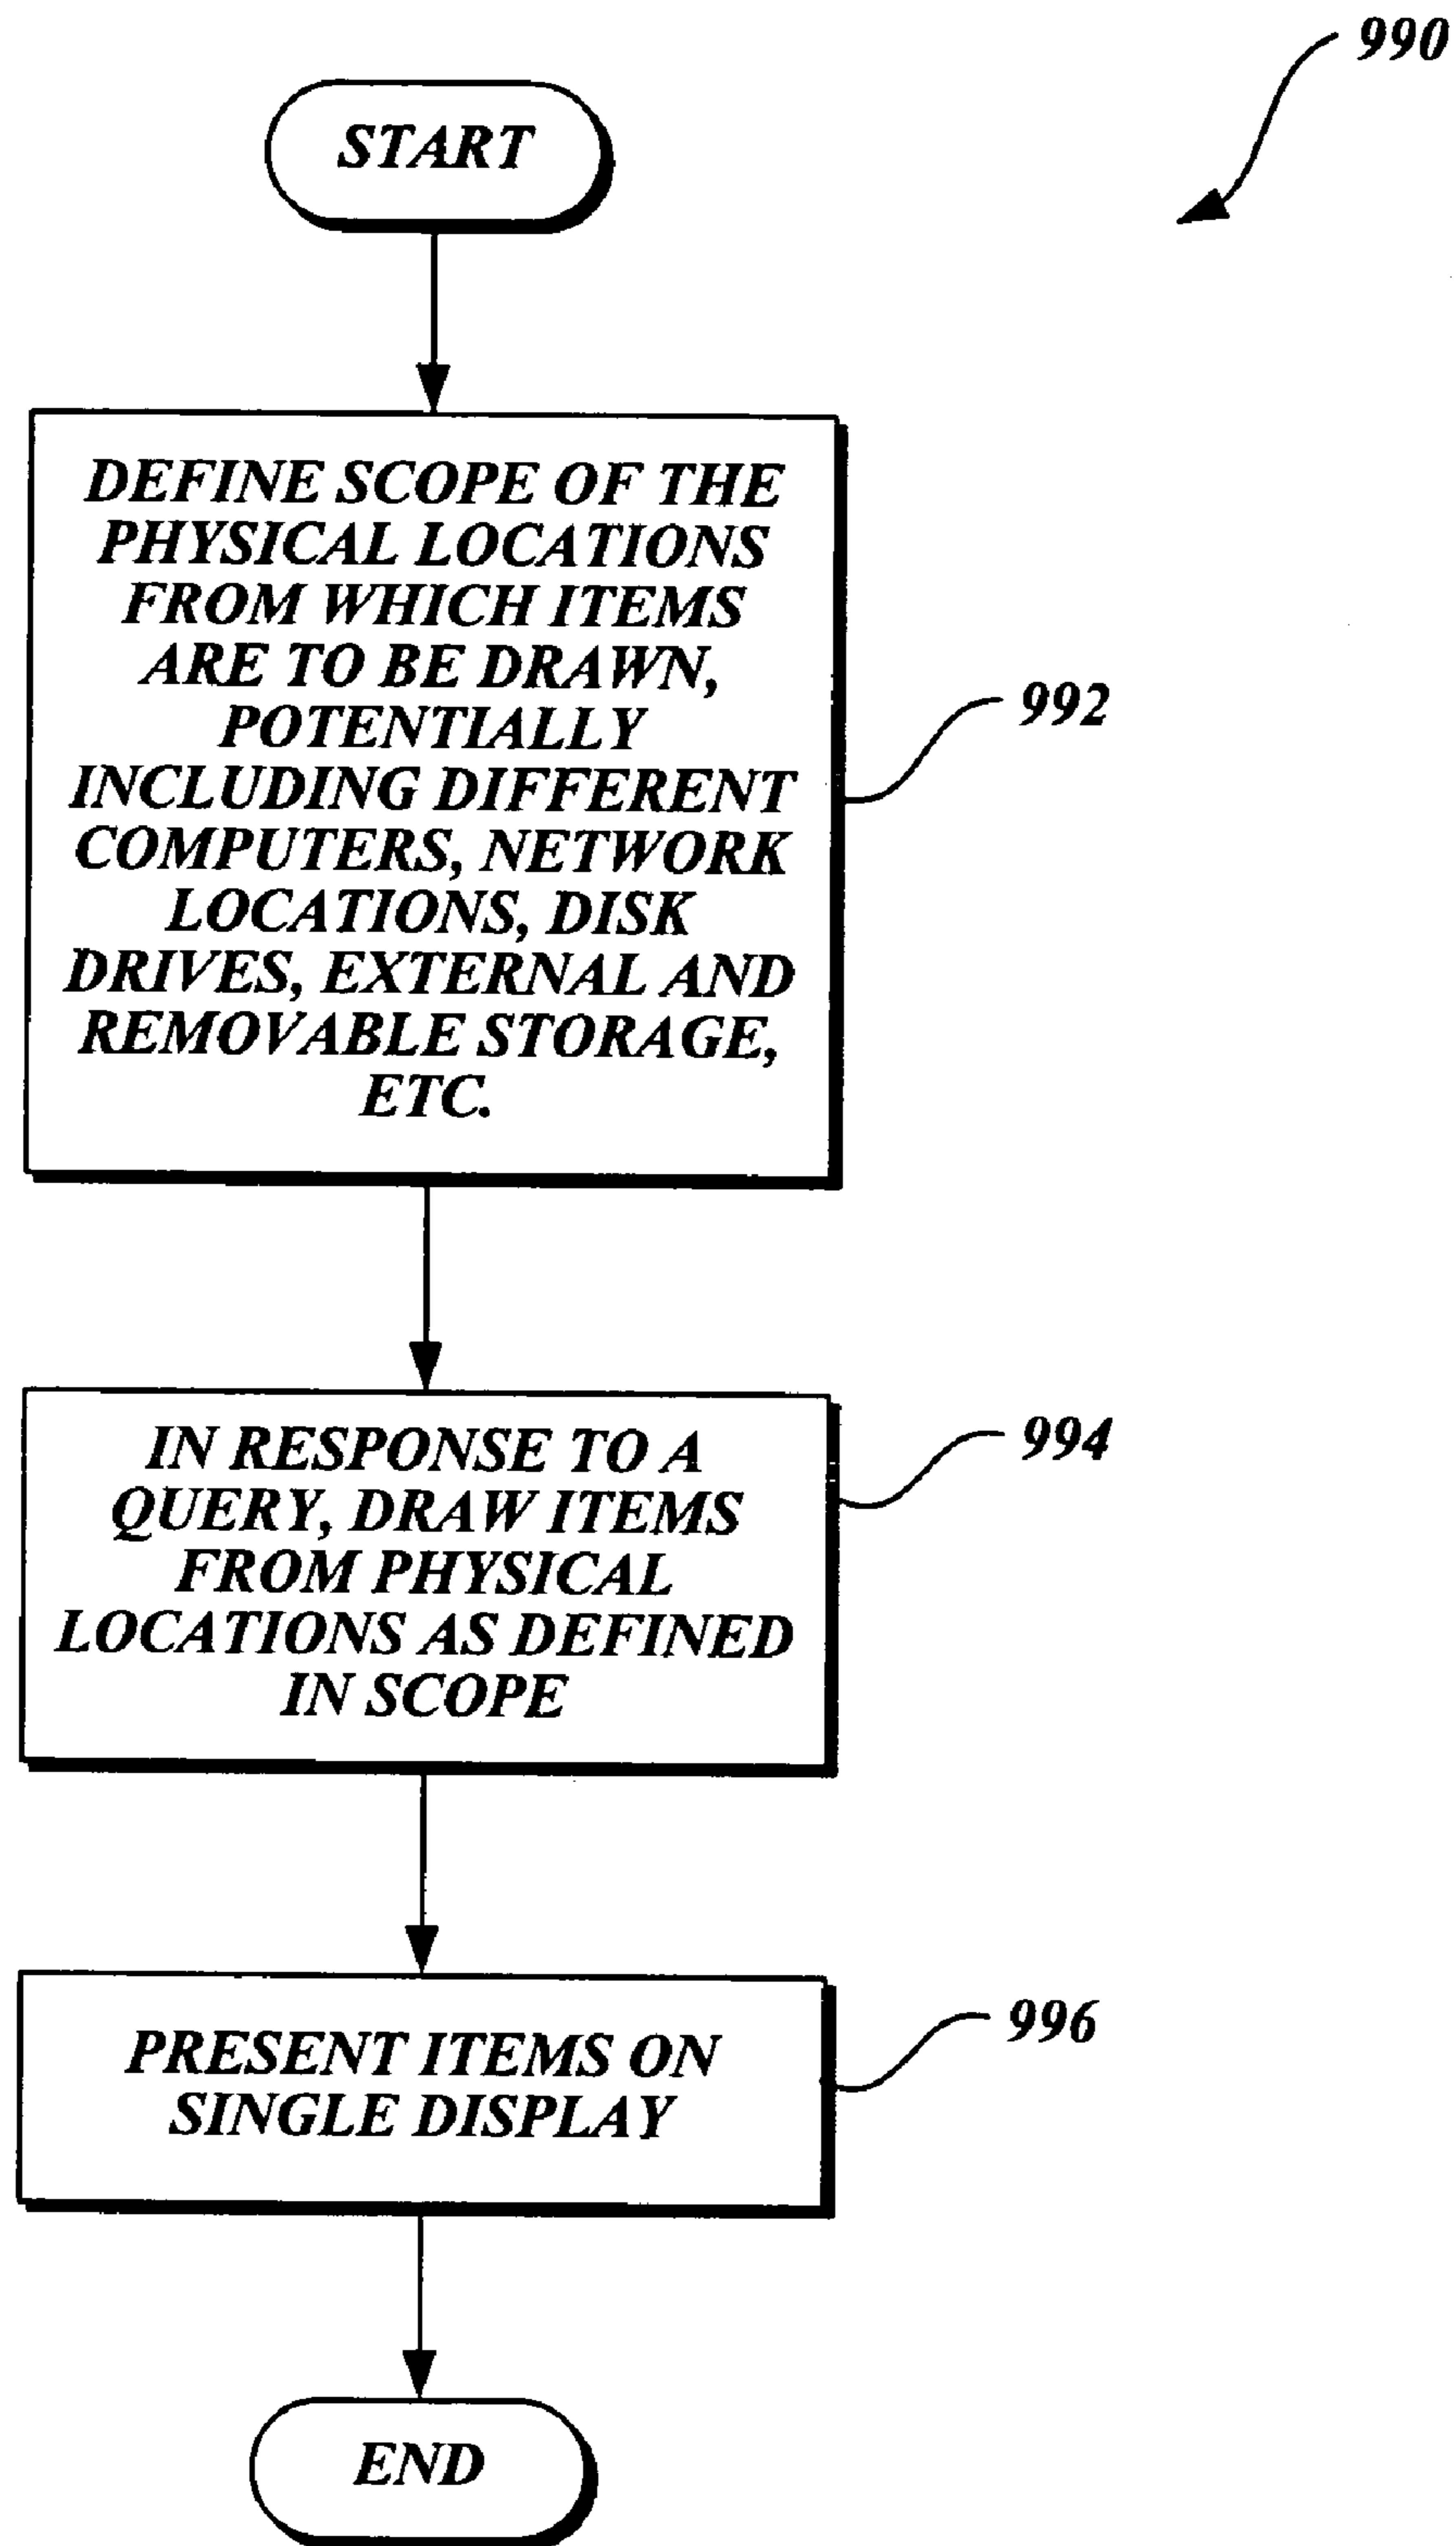 990
START
DEFINE SCOPE OF THE
PHYSICAL LOCATIONS
FROM WHICH ITEMS
ARE TO BE DRAWN,
POTENTIALLY
INCLUDING DIFFERENT
COMPUTERS, NETWORK
LOCATIONS, DISK
DRIVES, EXTERNAL AND
REMOVABLE STORAGE,
ETC.
992
IN RESPONSE TO A
QUERY, DRAW ITEMS
FROM PHYSICAL
LOCATIONS AS DEFINED
IN SCOPE
994
PRESENT ITEMS ON
SINGLE DISPLAY
996
END